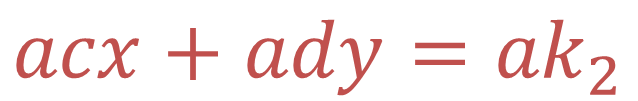 acx + ady = ak₂